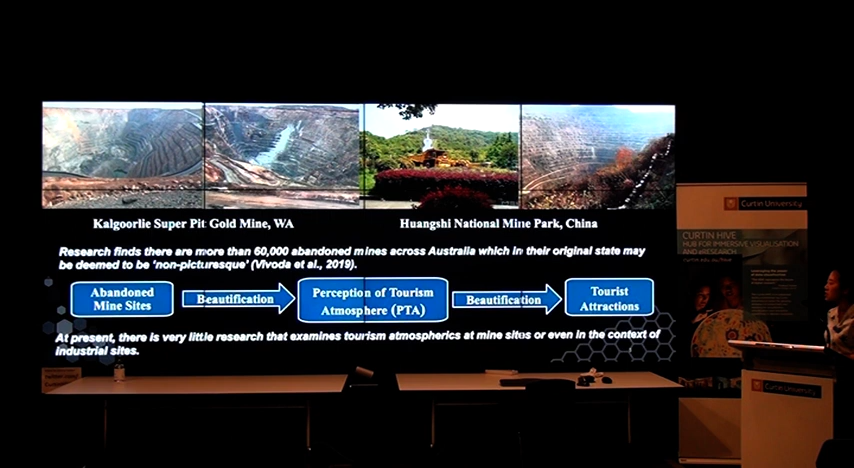 Kalgoorlie Super Pit Gold Mine, WA
Huangshi National Mine Park, China
Research finds there are more than 60,000 abandoned mines across Australia which in their original state may
be deemed to be 'non-picturesque' (Vivoda et al., 2019).
Abandoned
Mine Sites
Beautification
Perception of Tourism
Atmosphere (PTA)
Beautification
Tourist
Attractions
At present, there is very little research that examines tourism atmospherics at mine sites or even in the context of
industrial sites.
Curtin University
CURTIN HIVE
HUB FOR IMMERSIVE VISUALISATION
AND eRESEARCH
Curtin University